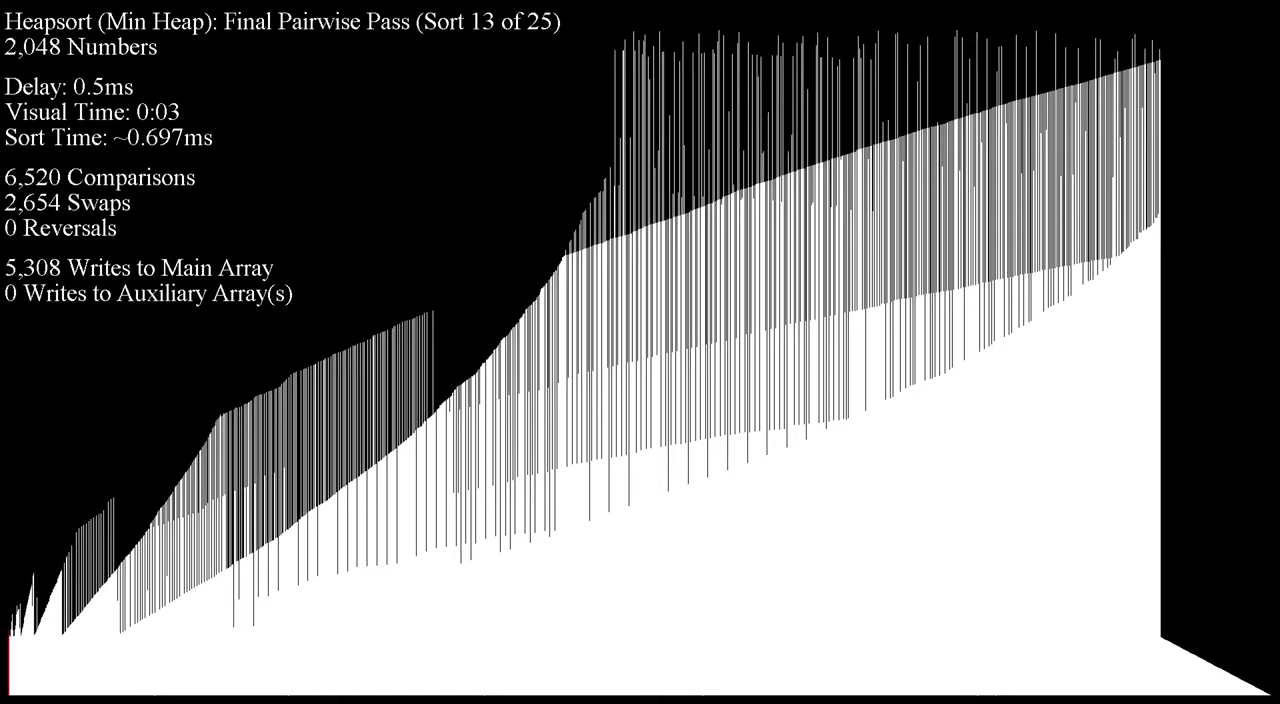 Heapsort (Min Heap): Final Pairwise Pass (Sort 13 of 25)
2,048 Numbers
Delay: 0.5ms
Visual Time: 0:03
Sort Time: ~0.697ms
6,520 Comparisons
2,654 Swaps
0 Reversals
5,308 Writes to Main Array
0 Writes to Auxiliary Array(s)